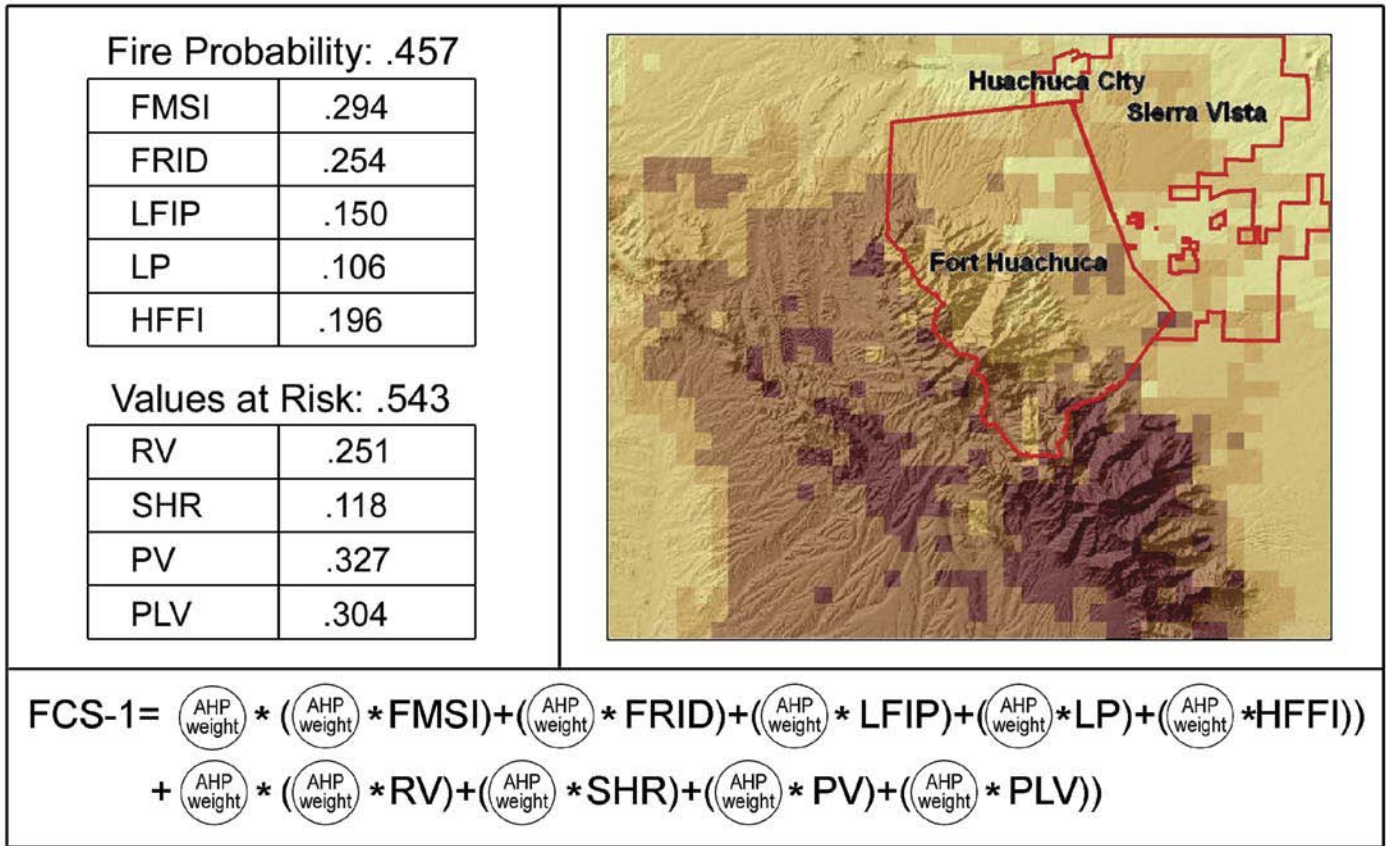 Fire Probability: .457
FMSI .294
FRID .254
LFIP .150
LP .106
HFFI .196
Values at Risk: .543
RV .251
SHR .118
PV .327
PLV .304
Huachuca City
Sierra Vista
Fort Huachuca
FCS-1= AHP weight * (AHP weight *FMSI)+(AHP weight * FRID)+(AHP weight * LFIP)+(AHP weight *LP)+(AHP weight *HFFI))
+ AHP weight * (AHP weight *RV)+(AHP weight *SHR)+(AHP weight * PV)+(AHP weight * PLV))